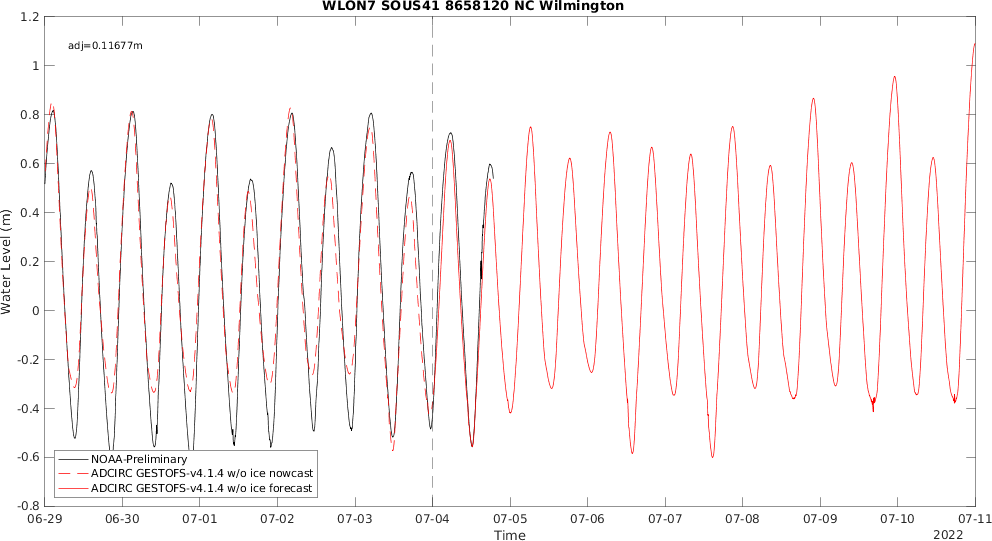 WLON7 SOUS41 8658120 NC Wilmington
adj=0.11677m
1.2
1
0.8
0.6
0.4
0.2
0
-0.2
-0.4
-0.6
-0.8
Water Level (m)
NOAA-Preliminary
ADCIRC GESTOFS-v4.1.4 w/o ice nowcast
ADCIRC GESTOFS-v4.1.4 w/o ice forecast
06-29 06-30 07-01 07-02 07-03 07-04 07-05 07-06 07-07 07-08 07-09 07-10 07-11
Time
2022